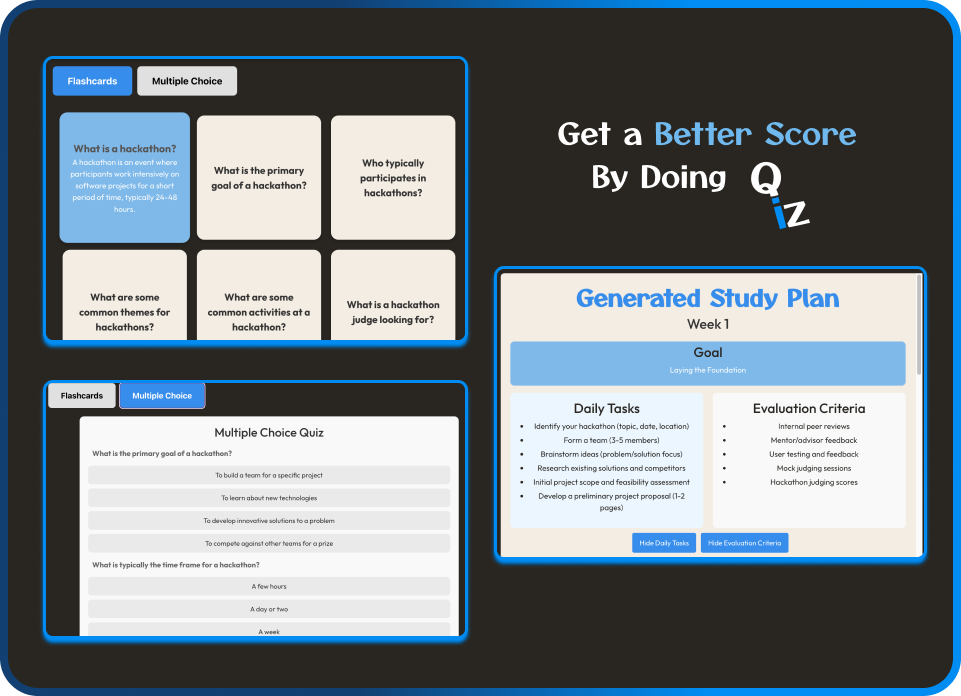 Flashcards
Multiple Choice
What is a hackathon?
A hackathon is an event where
participants work intensively on
software projects for a short
period of time, typically 24-48
hours.
What is the primary
goal of a hackathon?
Who typically
participates in
hackathons?
What are some
common themes for
hackathons?
What are some
common activities at a
hackathon?
What is a hackathon
judge looking for?
Get a Better Score
By Doing Qiz
Flashcards
Multiple Choice
Multiple Choice Quiz
What is the primary goal of a hackathon?
To build a team for a specific project
To learn about new technologies
To develop innovative solutions to a problem
To compete against other teams for a prize
What is typically the time frame for a hackathon?
A few hours
A day or two
A week
Generated Study Plan
Week 1
Goal
Laying the Foundation
Daily Tasks
• Identify your hackathon (topic, date, location)
• Form a team (3-5 members)
• Brainstorm ideas (problem/solution focus)
• Research existing solutions and competitors
• Initial project scope and feasibility assessment
• Develop a preliminary project proposal (1-2
pages)
Evaluation Criteria
• Internal peer reviews
• Mentor/advisor feedback
• User testing and feedback
• Mock judging sessions
• Hackathon judging scores
Hide Daily Tasks
Hide Evaluation Criteria